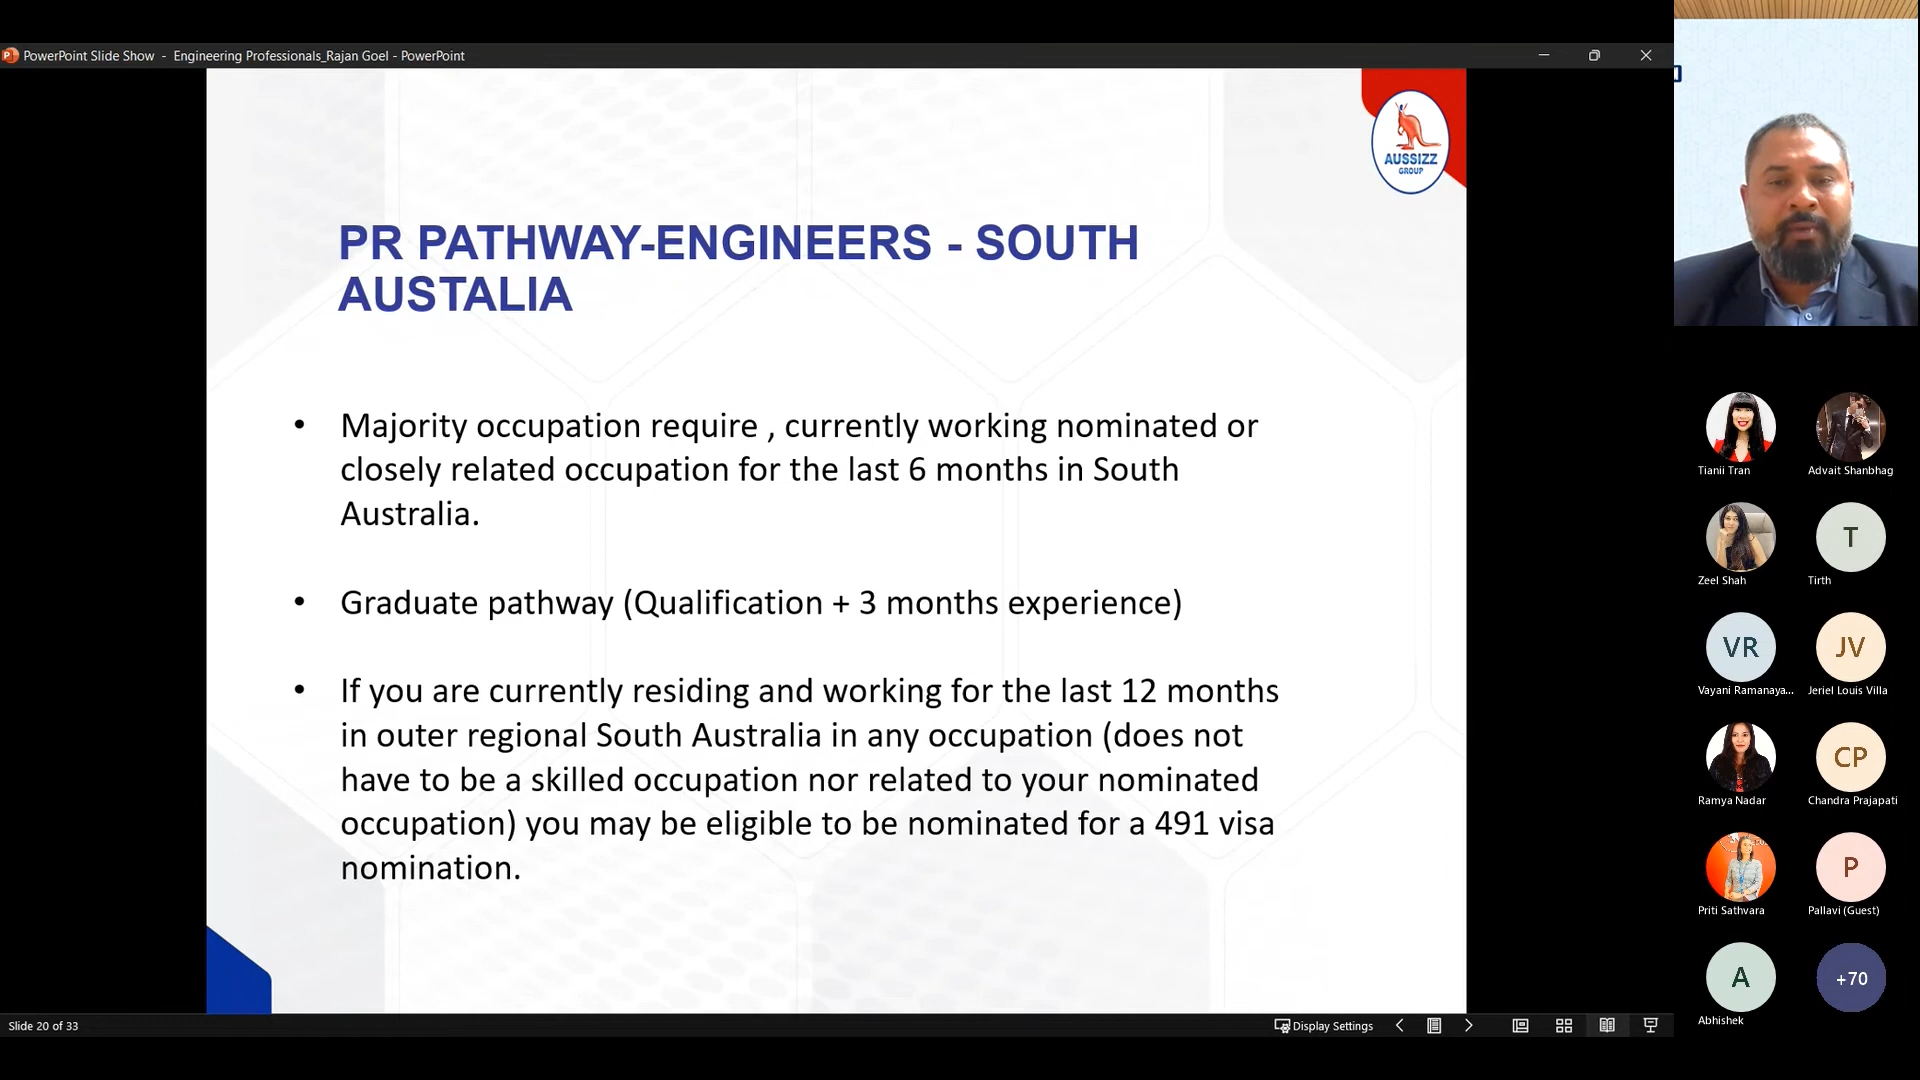 PowerPoint Slide Show - Engineering Professionals_Rajan Goel - PowerPoint
AUSSIZZ
GROUP
PR PATHWAY-ENGINEERS - SOUTH
AUSTALIA
• Majority occupation require , currently working nominated or
closely related occupation for the last 6 months in South
Australia.
• Graduate pathway (Qualification + 3 months experience)
• If you are currently residing and working for the last 12 months
in outer regional South Australia in any occupation (does not
have to be a skilled occupation nor related to your nominated
occupation) you may be eligible to be nominated for a 491 visa
nomination.
Slide 20 of 33
Display Settings
Tianii Tran
Advait Shanbhag
Zeel Shah
T
Tirth
VR
Vayani Ramanaya...
JV
Jeriel Louis Villa
Ramya Nadar
CP
Chandra Prajapati
Priti Sathvara
P
Pallavi (Guest)
A
Abhishek
+70